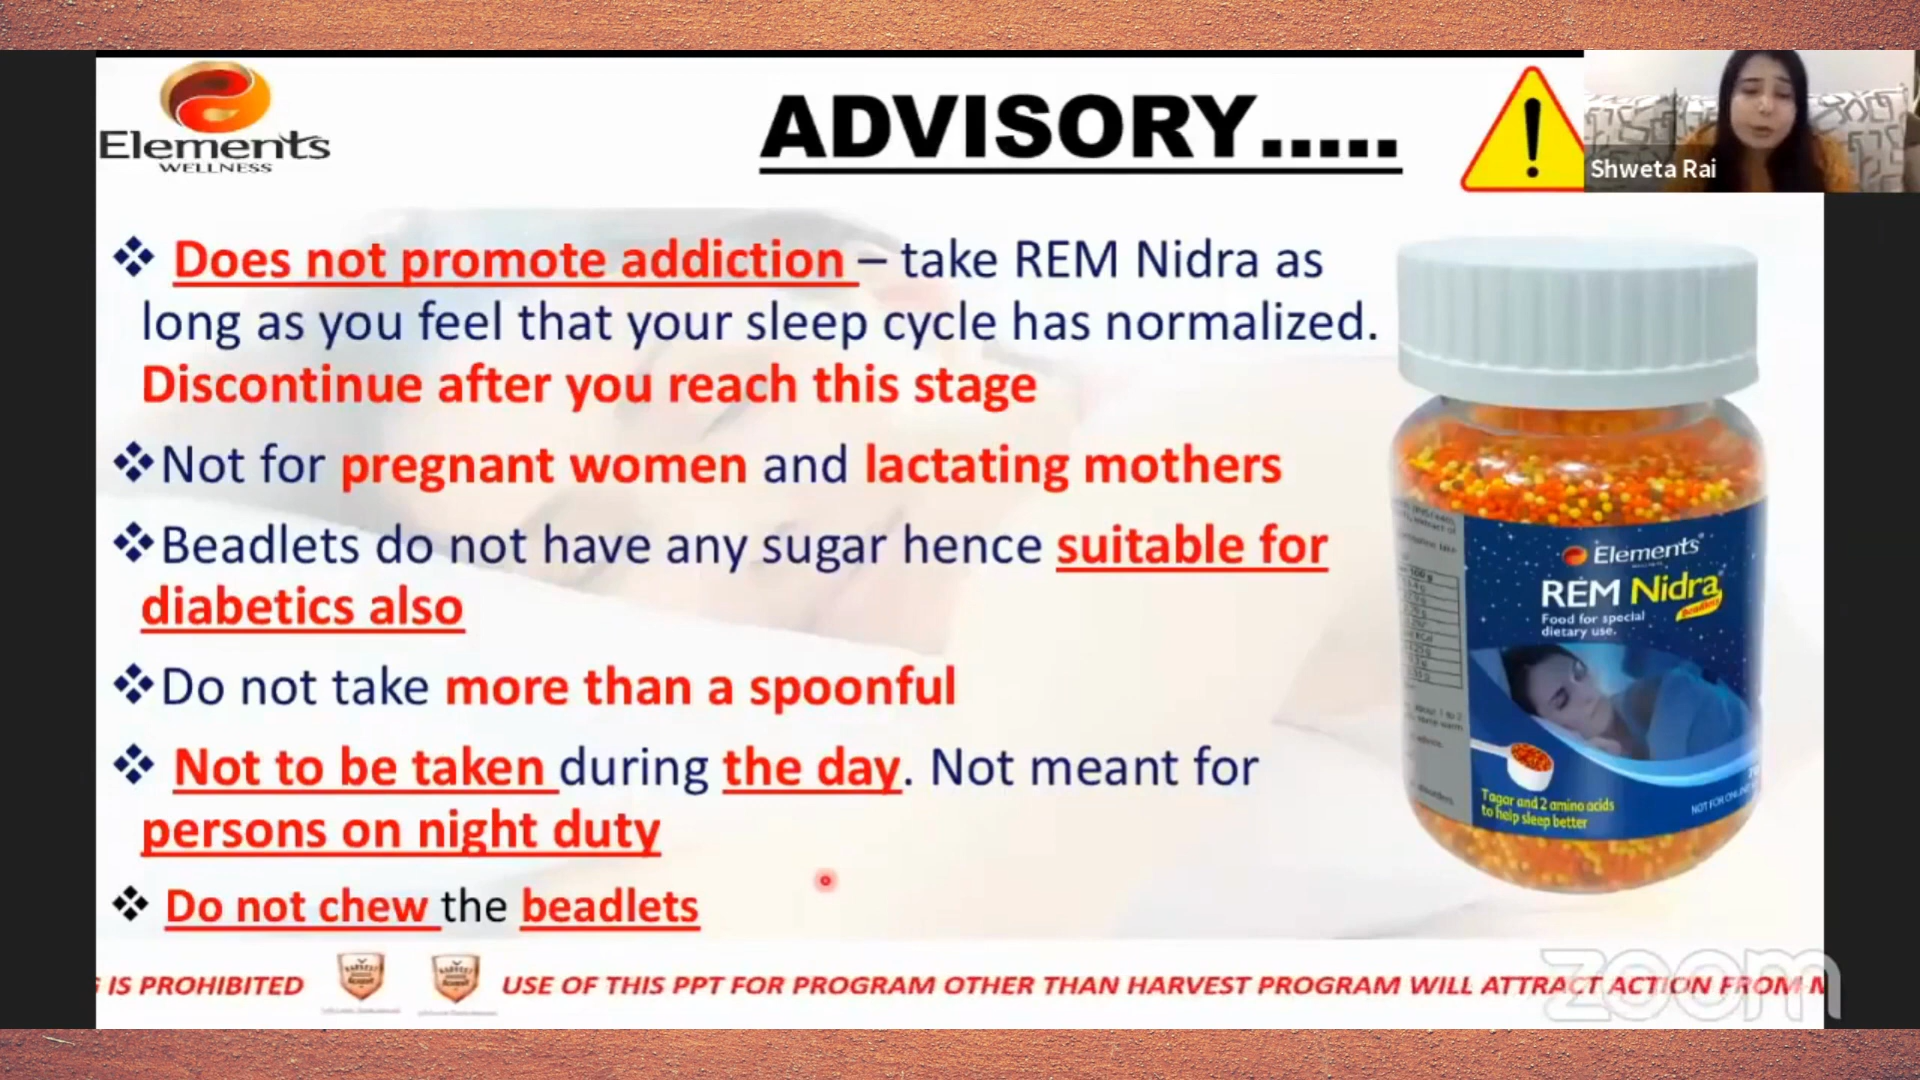 Elements
WELLNESS
ADVISORY.....
Shweta Rai
❖ Does not promote addiction – take REM Nidra as
long as you feel that your sleep cycle has normalized.
Discontinue after you reach this stage
❖Not for pregnant women and lactating mothers
❖Beadlets do not have any sugar hence suitable for
diabetics also
❖Do not take more than a spoonful
❖ Not to be taken during the day. Not meant for
persons on night duty
❖ Do not chew the beadlets
Elements
REM Nidra
Beadlets
Food for special
dietary use.
Tagar and 2 amino acids
to help sleep better
NOT FOR
IS PROHIBITED
HARVEST
HARVEST
USE OF THIS PPT FOR PROGRAM OTHER THAN HARVEST PROGRAM WILL ATTRACT ACTION FROM M
zoom